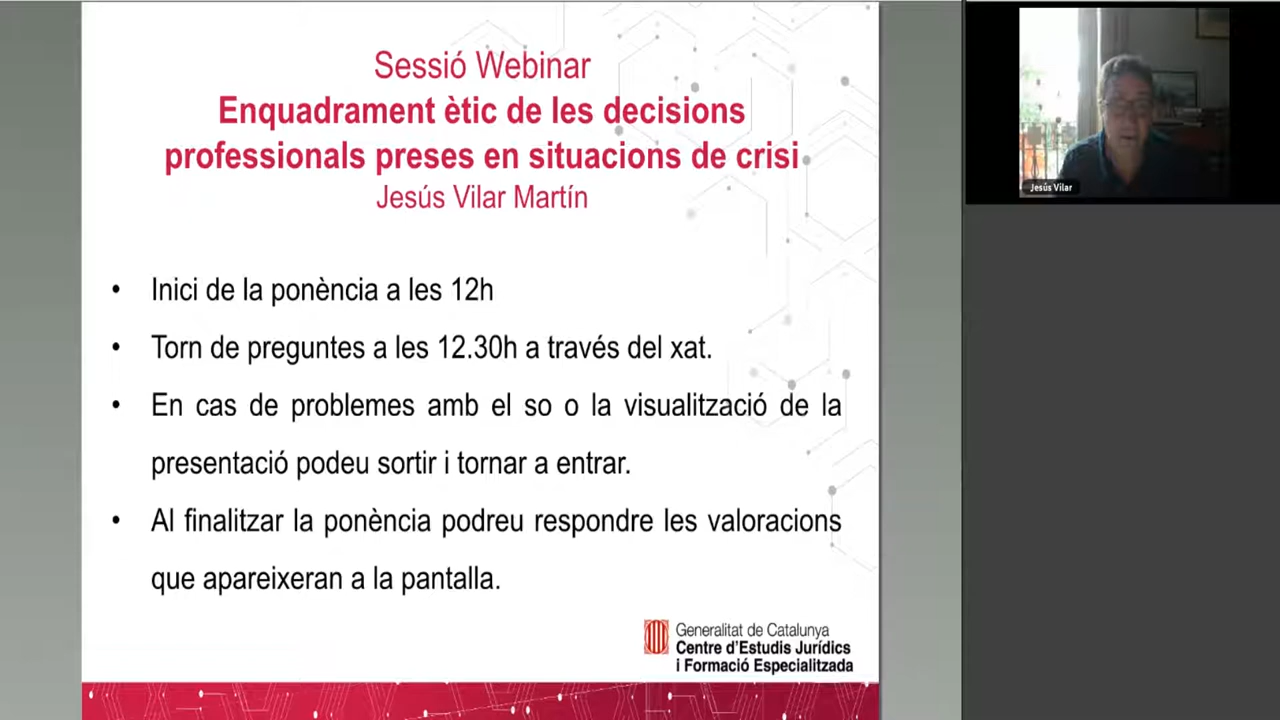 Sessió Webinar
Enquadrament ètic de les decisions
professionals preses en situacions de crisi
Jesús Vilar Martín
• Inici de la ponència a les 12h
• Torn de preguntes a les 12.30h a través del xat.
• En cas de problemes amb el so o la visualització de la
presentació podeu sortir i tornar a entrar.
• Al finalitzar la ponència podreu respondre les valoracions
que apareixeran a la pantalla.
Generalitat de Catalunya
Centre d'Estudis Jurídics
i Formació Especialitzada
Jesús Vilar